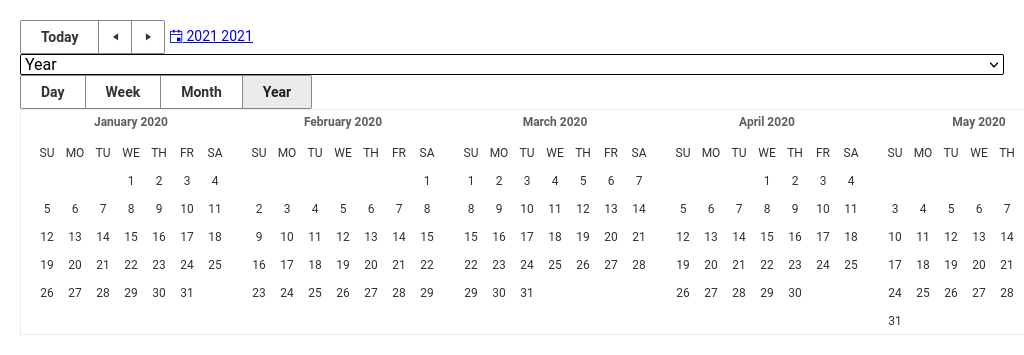 Today ◄ ► 2021 2021
Year
Day Week Month Year
January 2020 February 2020 March 2020 April 2020 May 2020
SU MO TU WE TH FR SA SU MO TU WE TH FR SA SU MO TU WE TH FR SA SU MO TU WE TH FR SA SU MO TU WE TH
1 2 3 4 1 1 2 3 4 5 6 7 1 2 3 4
5 6 7 8 9 10 11 2 3 4 5 6 7 8 8 9 10 11 12 13 14 5 6 7 8 9 10 11 3 4 5 6 7
12 13 14 15 16 17 18 9 10 11 12 13 14 15 15 16 17 18 19 20 21 12 13 14 15 16 17 18 10 11 12 13 14
19 20 21 22 23 24 25 16 17 18 19 20 21 22 22 23 24 25 26 27 28 19 20 21 22 23 24 25 17 18 19 20 21
26 27 28 29 30 31 23 24 25 26 27 28 29 29 30 31 26 27 28 29 30 24 25 26 27 28
31